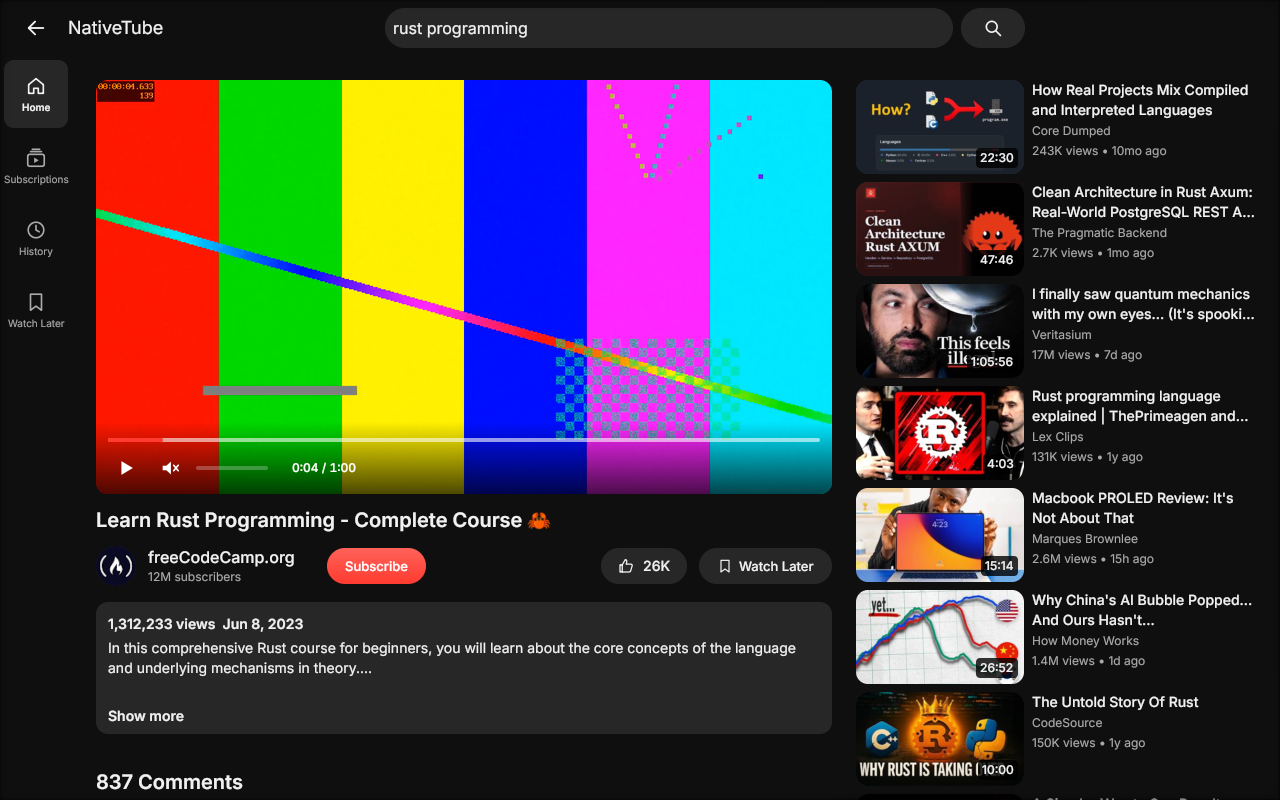 NativeTube
rust programming
Home
Subscriptions
History
Watch Later
00:00:04.633
139
0:04 / 1:00
Learn Rust Programming - Complete Course 🦀
freeCodeCamp.org
12M subscribers
Subscribe
26K
Watch Later
1,312,233 views Jun 8, 2023
In this comprehensive Rust course for beginners, you will learn about the core concepts of the language
and underlying mechanisms in theory....
Show more
837 Comments
How?
program.exe
Languages
22:30
How Real Projects Mix Compiled
and Interpreted Languages
Core Dumped
243K views • 10mo ago
Clean
Architecture
Rust AXUM
47:46
Clean Architecture in Rust Axum:
Real-World PostgreSQL REST A...
The Pragmatic Backend
2.7K views • 1mo ago
This feels
1:05:56
I finally saw quantum mechanics
with my own eyes... (It's spooki...
Veritasium
17M views • 7d ago
R
4:03
Rust programming language
explained | ThePrimeagen and...
Lex Clips
131K views • 1y ago
4:23
15:14
Macbook PROLED Review: It's
Not About That
Marques Brownlee
2.6M views • 15h ago
yet...
26:52
Why China's AI Bubble Popped...
And Ours Hasn't...
How Money Works
1.4M views • 1d ago
C++
R
WHY RUST IS TAKING
10:00
The Untold Story Of Rust
CodeSource
150K views • 1y ago